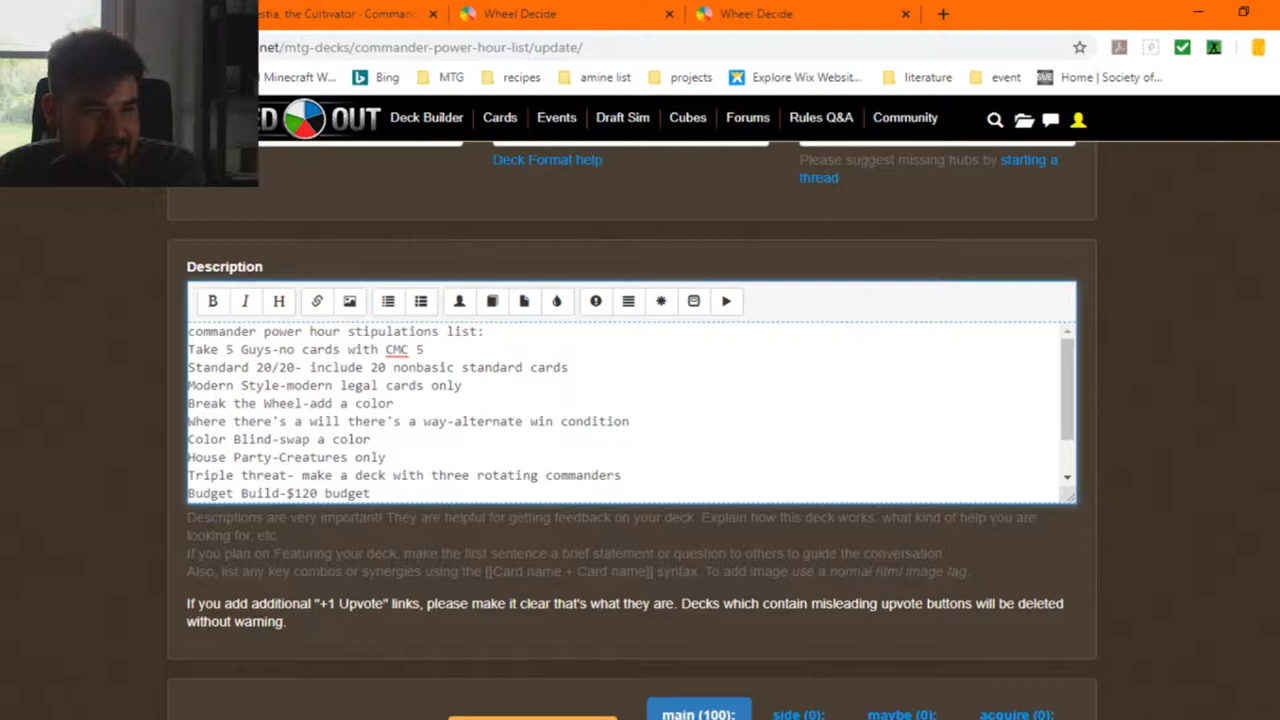 estia, the Cultivator - Comman
Wheel Decide
Wheel Decide
net/mtg-decks/commander-power-hour-list/update/
Minecraft W...
Bing
MTG
recipes
amine list
projects
Explore Wix Websit...
literature
event
Home | Society of...
ED OUT
Deck Builder
Cards
Events
Draft Sim
Cubes
Forums
Rules Q&A
Community
Deck Format help
Please suggest missing hubs by starting a
thread
Description
B I H
commander power hour stipulations list:
Take 5 Guys-no cards with CMC 5
Standard 20/20- include 20 nonbasic standard cards
Modern Style-modern legal cards only
Break the Wheel-add a color
Where there's a will there's a way-alternate win condition
Color Blind-swap a color
House Party-Creatures only
Triple threat- make a deck with three rotating commanders
Budget Build-$120 budget
Descriptions are very important! They are helpful for getting feedback on your deck. Explain how this deck works, what kind of help you are
looking for, etc.
If you plan on Featuring your deck, make the first sentence a brief statement or question to others to guide the conversation.
Also, list any key combos or synergies using the [[Card name + Card name]] syntax. To add image use a normal html image tag.
If you add additional "+1 Upvote" links, please make it clear that's what they are. Decks which contain misleading upvote buttons will be deleted
without warning.
main (100):
side (0):
maybe (0):
acquire (0):